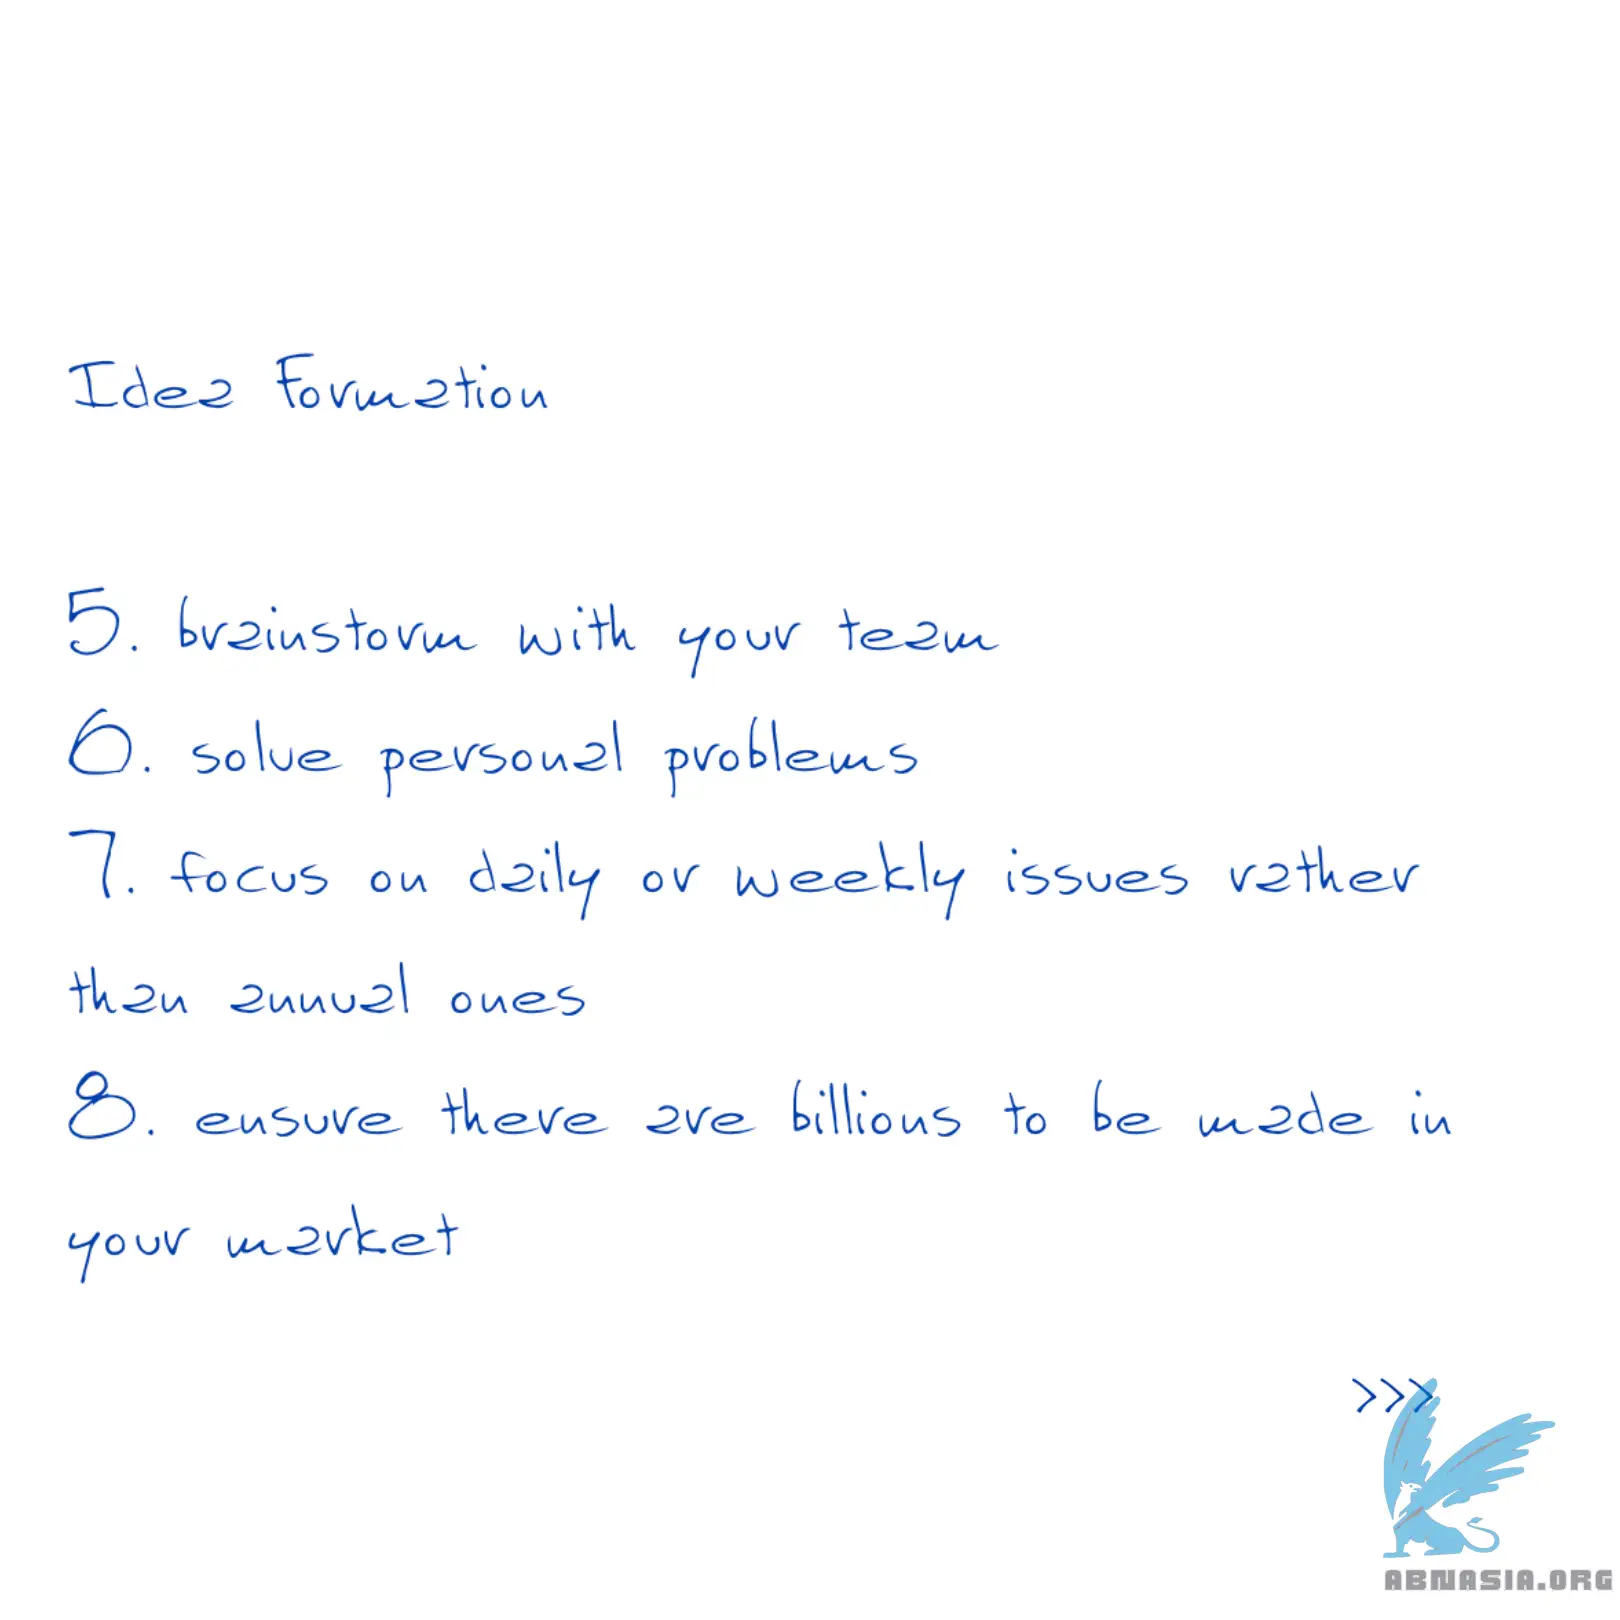 Idea Formation
5. brainstorm with your team
6. solve personal problems
7. focus on daily or weekly issues rather
than annual ones
8. ensure there are billions to be made in
your market
>>>
ABNASIA.ORG